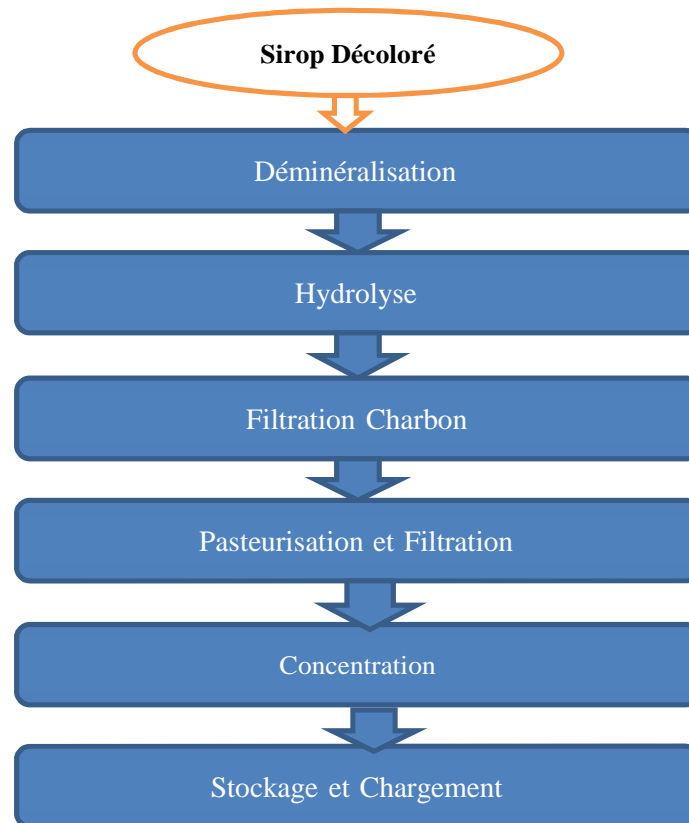 Sirop Décoloré
Déminéralisation
Hydrolyse
Filtration Charbon
Pasteurisation et Filtration
Concentration
Stockage et Chargement